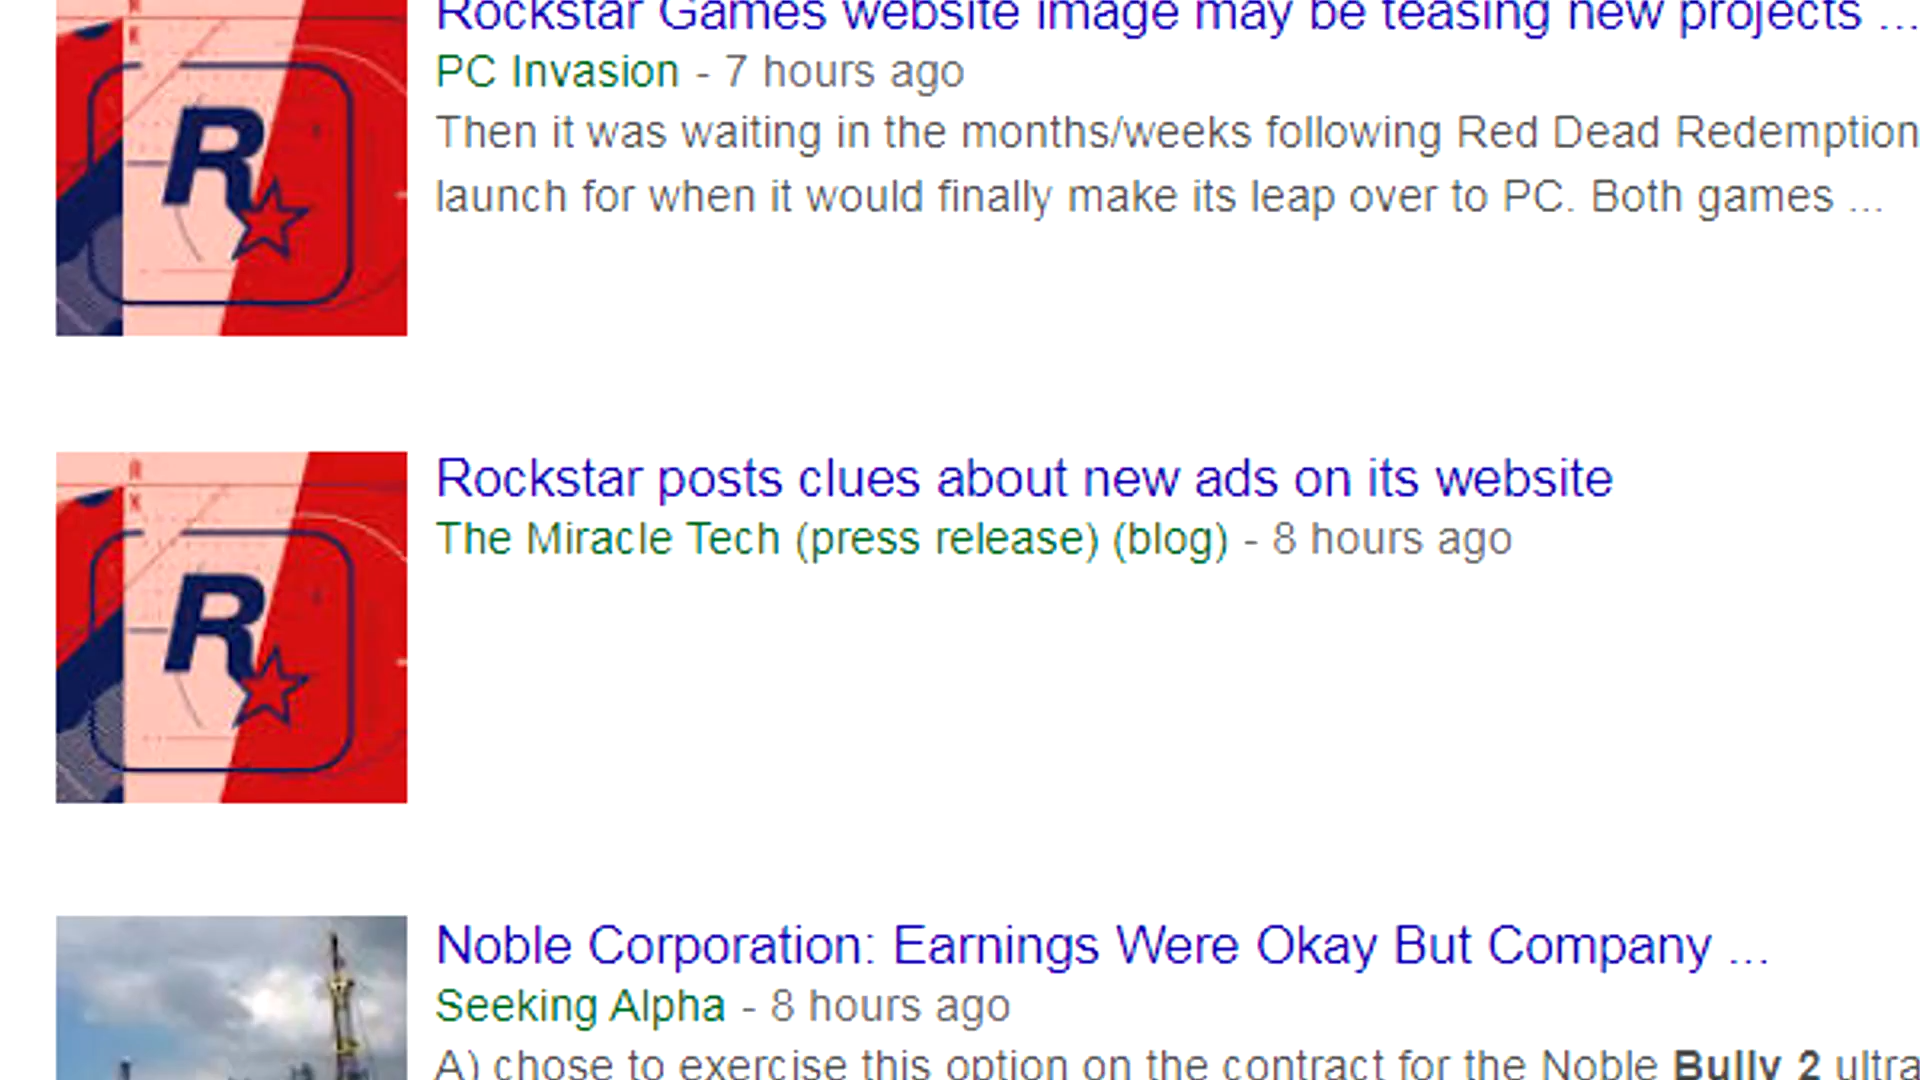 Rockstar Games website image may be teasing new projects ...
PC Invasion - 7 hours ago
Then it was waiting in the months/weeks following Red Dead Redemption
launch for when it would finally make its leap over to PC. Both games ...
R
Rockstar posts clues about new ads on its website
The Miracle Tech (press release) (blog) - 8 hours ago
R
Noble Corporation: Earnings Were Okay But Company ...
Seeking Alpha - 8 hours ago
A) chose to exercise this option on the contract for the Noble Bully 2 ultra